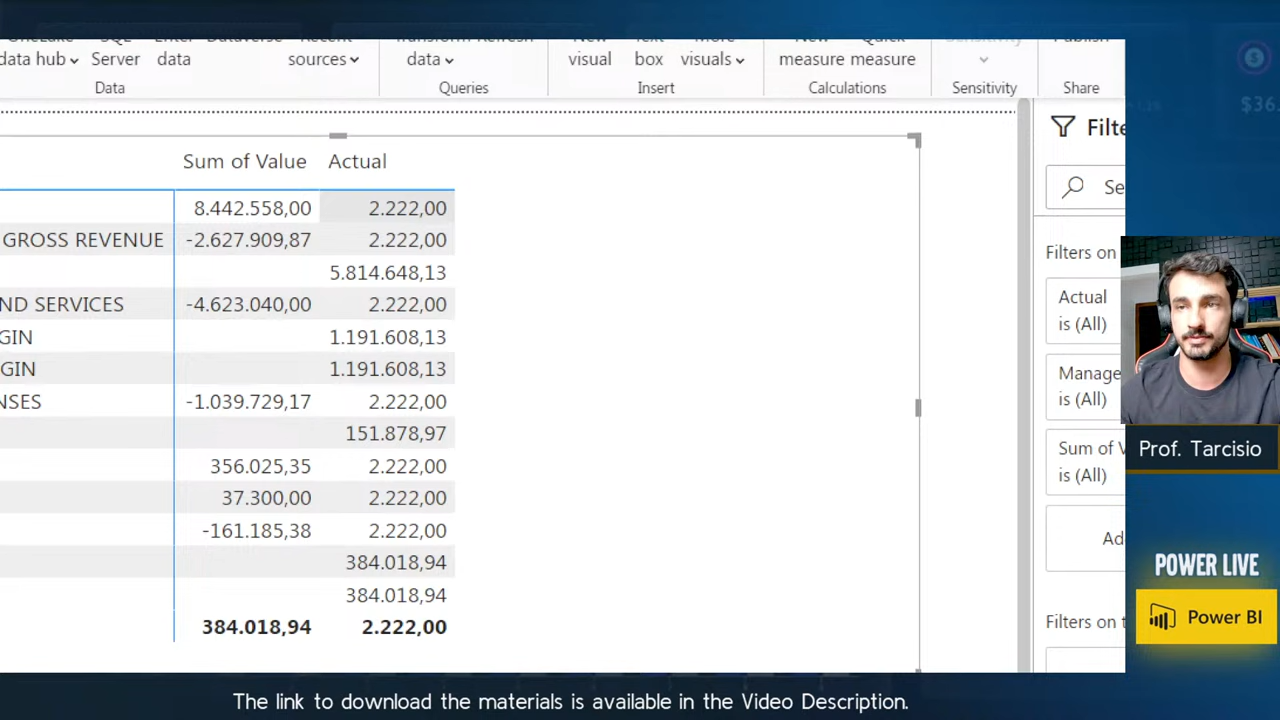 data hub Server data sources data visual box visuals measure measure
Data Queries Insert Calculations Sensitivity Share
$36.
Filte
Se
Sum of Value Actual
8.442.558,00 2.222,00
GROSS REVENUE -2.627.909,87 2.222,00
5.814.648,13
ND SERVICES -4.623.040,00 2.222,00
GIN 1.191.608,13
GIN 1.191.608,13
NSES -1.039.729,17 2.222,00
151.878,97
356.025,35 2.222,00
37.300,00 2.222,00
-161.185,38 2.222,00
384.018,94
384.018,94
384.018,94 2.222,00
Filters on
Actual
is (All)
Manage
is (All)
Sum of V
is (All)
Ad
Filters on t
Prof. Tarcisio
POWER LIVE
Power BI
The link to download the materials is available in the Video Description.